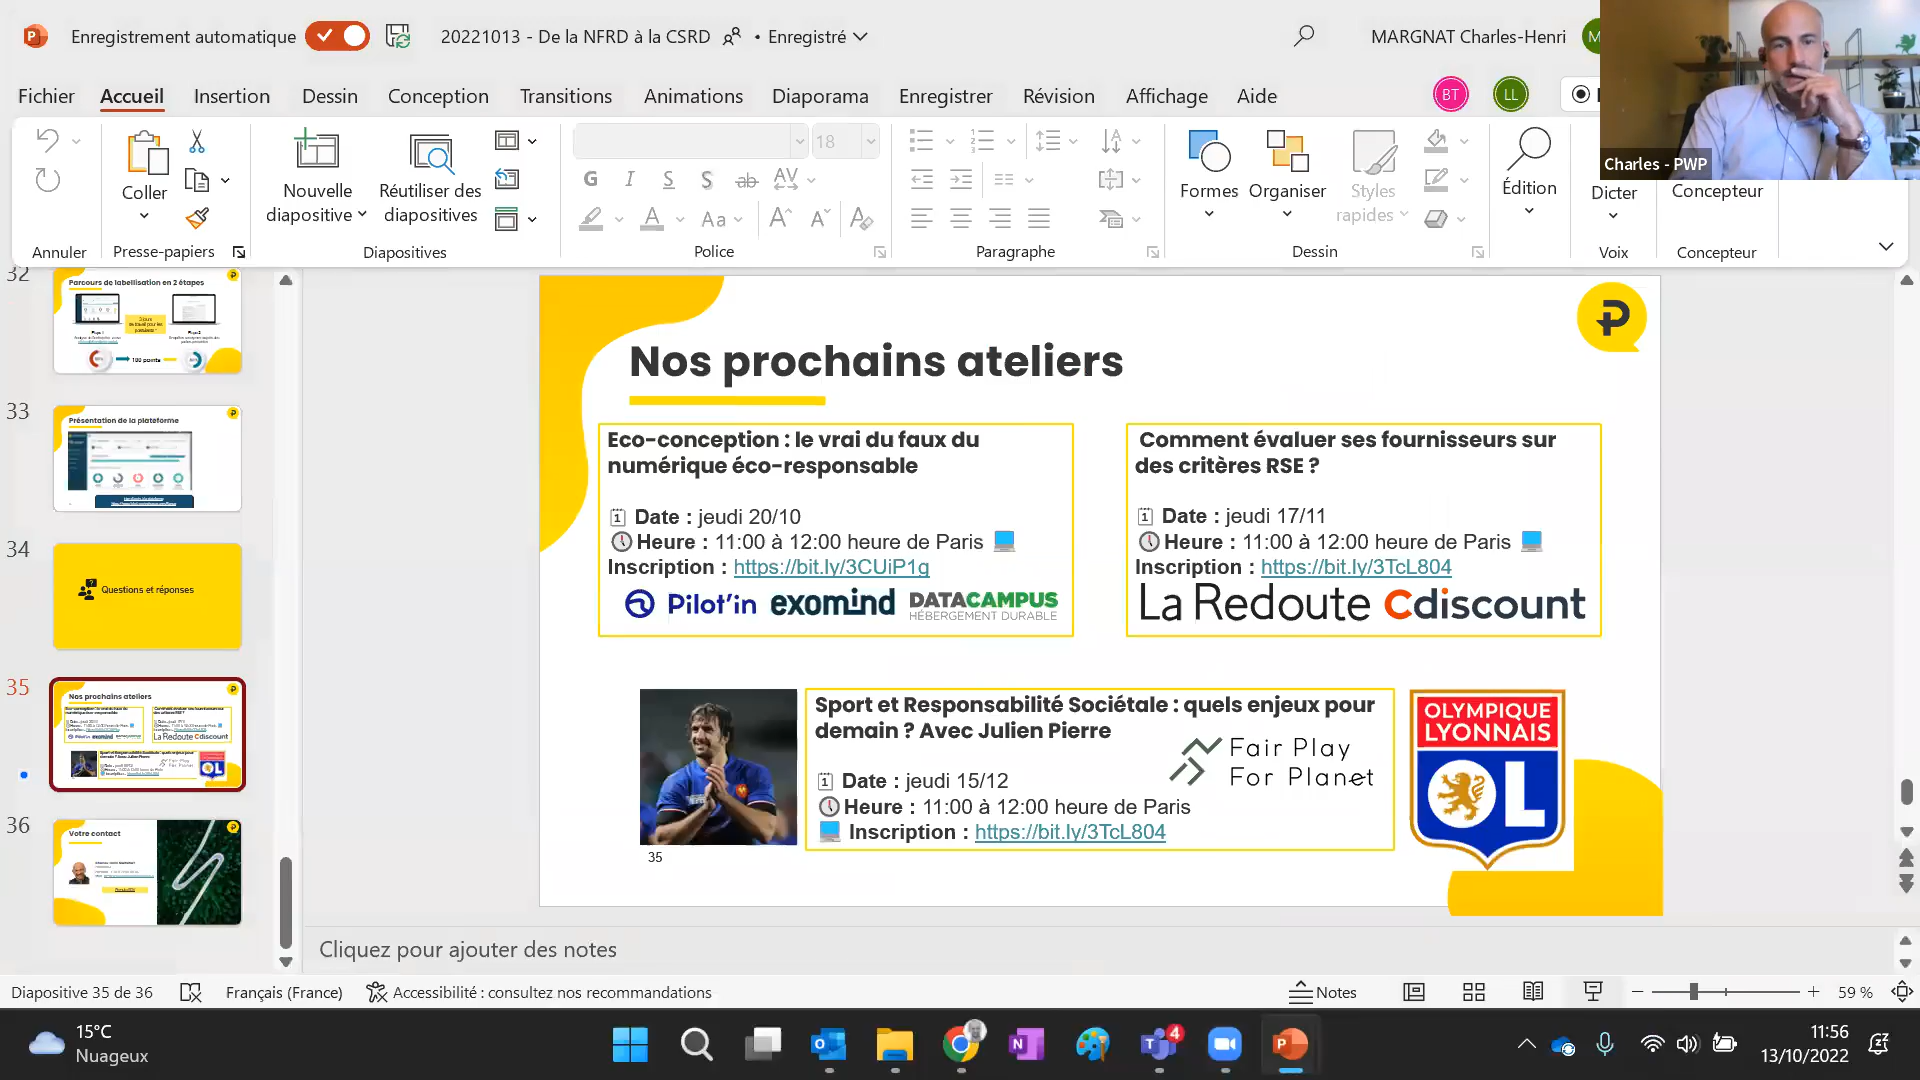 Enregistrement automatique
20221013 - De la NFRD à la CSRD • Enregistré
MARGNAT Charles-Henri
Fichier Accueil Insertion Dessin Conception Transitions Animations Diaporama Enregistrer Révision Affichage Aide
BT LL
Charles - PWP
Coller
Nouvelle diapositive
Réutiliser des diapositives
18
G I S S ab AV
A Aa A A A
Formes Organiser Styles rapides
Édition
Dicter
Concepteur
Annuler Presse-papiers Diapositives Police Paragraphe Dessin Voix Concepteur
32
Parcours de labellisation en 2 étapes
100 points
33
Présentation de la plateforme
34
Questions et réponses
35
Nos prochains ateliers
36
Votre contact
Nos prochains ateliers
Eco-conception : le vrai du faux du
numérique éco-responsable
Date : jeudi 20/10
Heure : 11:00 à 12:00 heure de Paris
Inscription : https://bit.ly/3CUiP1g
Pilot'in exomind DATACAMPUS
HÉBERGEMENT DURABLE
Comment évaluer ses fournisseurs sur
des critères RSE ?
Date : jeudi 17/11
Heure : 11:00 à 12:00 heure de Paris
Inscription : https://bit.ly/3TcL804
La Redoute Cdiscount
Sport et Responsabilité Sociétale : quels enjeux pour
demain ? Avec Julien Pierre
Fair Play
For Planet
Date : jeudi 15/12
Heure : 11:00 à 12:00 heure de Paris
Inscription : https://bit.ly/3TcL804
OLYMPIQUE
LYONNAIS
OL
35
Cliquez pour ajouter des notes
Diapositive 35 de 36 Français (France) Accessibilité : consultez nos recommandations Notes 59 %
15°C
Nuageux
4
11:56
13/10/2022